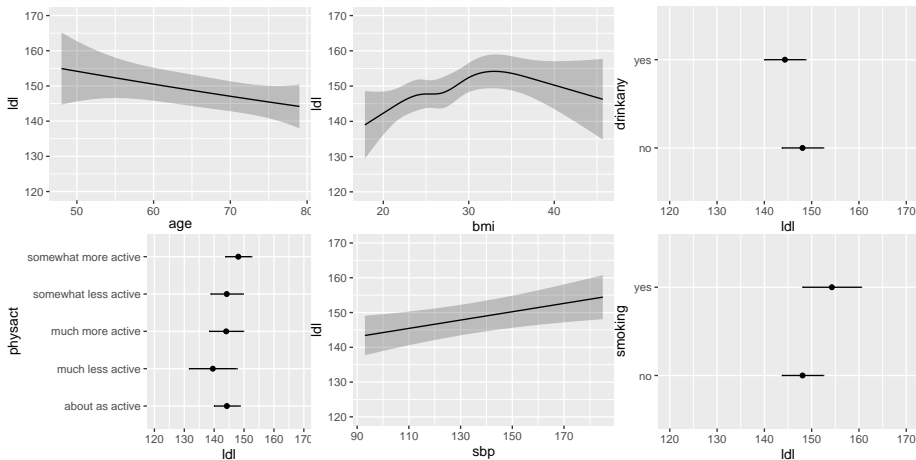 170
160
150
140
130
120
ldl
50
60
70
80
age
170
160
150
140
130
120
ldl
20
30
40
bmi
yes
no
drinkany
120 130 140 150 160 170
ldl
somewhat more active
somewhat less active
much more active
much less active
about as active
physact
120 130 140 150 160 170
ldl
170
160
150
140
130
120
ldl
90
110
130
150
170
sbp
yes
no
smoking
120 130 140 150 160 170
ldl